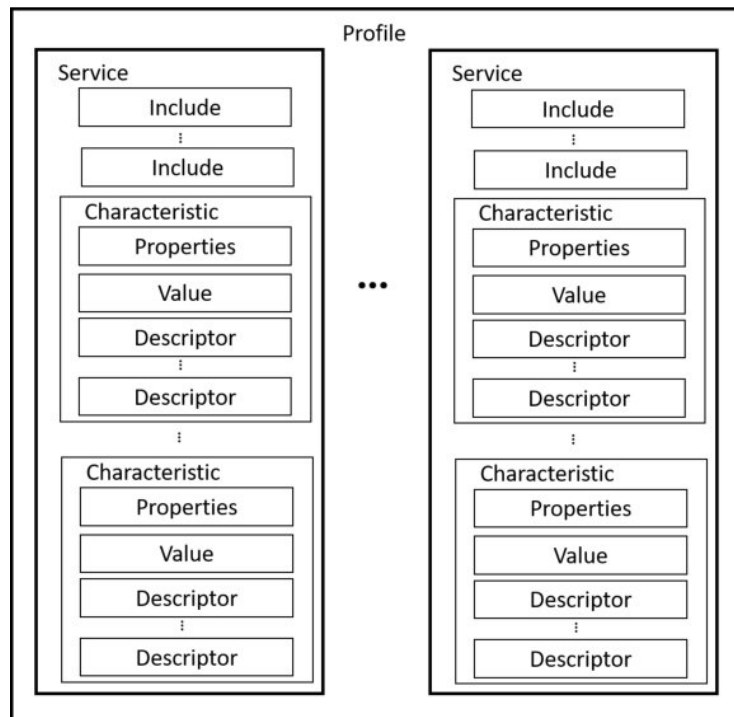 Profile
Service
Include
⋮
Include
Characteristic
Properties
Value
Descriptor
⋮
Descriptor
⋮
Characteristic
Properties
Value
Descriptor
⋮
Descriptor
•••
Service
Include
⋮
Include
Characteristic
Properties
Value
Descriptor
⋮
Descriptor
⋮
Characteristic
Properties
Value
Descriptor
⋮
Descriptor